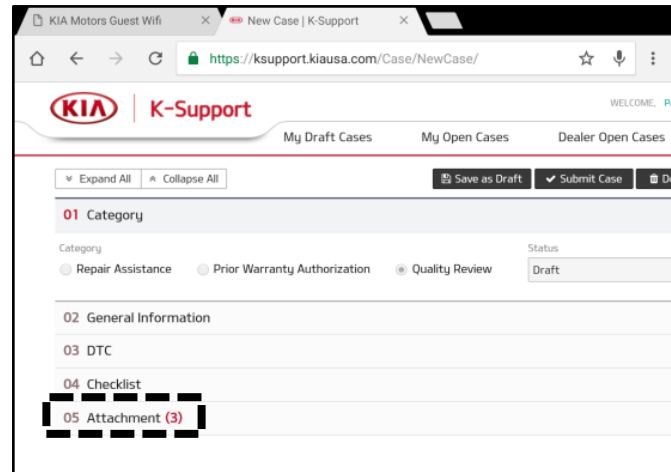 KIA Motors Guest Wifi
New Case | K-Support
https://ksupport.kiausa.com/Case/NewCase/
KIA
K-Support
WELCOME,
My Draft Cases
My Open Cases
Dealer Open Cases
Expand All
Collapse All
Save as Draft
Submit Case
01 Category
Category
Status
Repair Assistance
Prior Warranty Authorization
Quality Review
Draft
02 General Information
03 DTC
04 Checklist
05 Attachment (3)